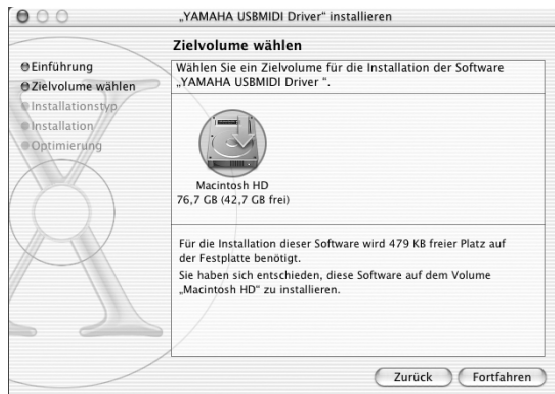 „YAMAHA USBMIDI Driver“ installieren
Zielvolume wählen
Einführung
Zielvolume wählen
Installationstyp
Installation
Optimierung
Wählen Sie ein Zielvolume für die Installation der Software
„YAMAHA USBMIDI Driver “.
Macintosh HD
76,7 GB (42,7 GB frei)
Für die Installation dieser Software wird 479 KB freier Platz auf
der Festplatte benötigt.
Sie haben sich entschieden, diese Software auf dem Volume
„Macintosh HD“ zu installieren.
Zurück
Fortfahren